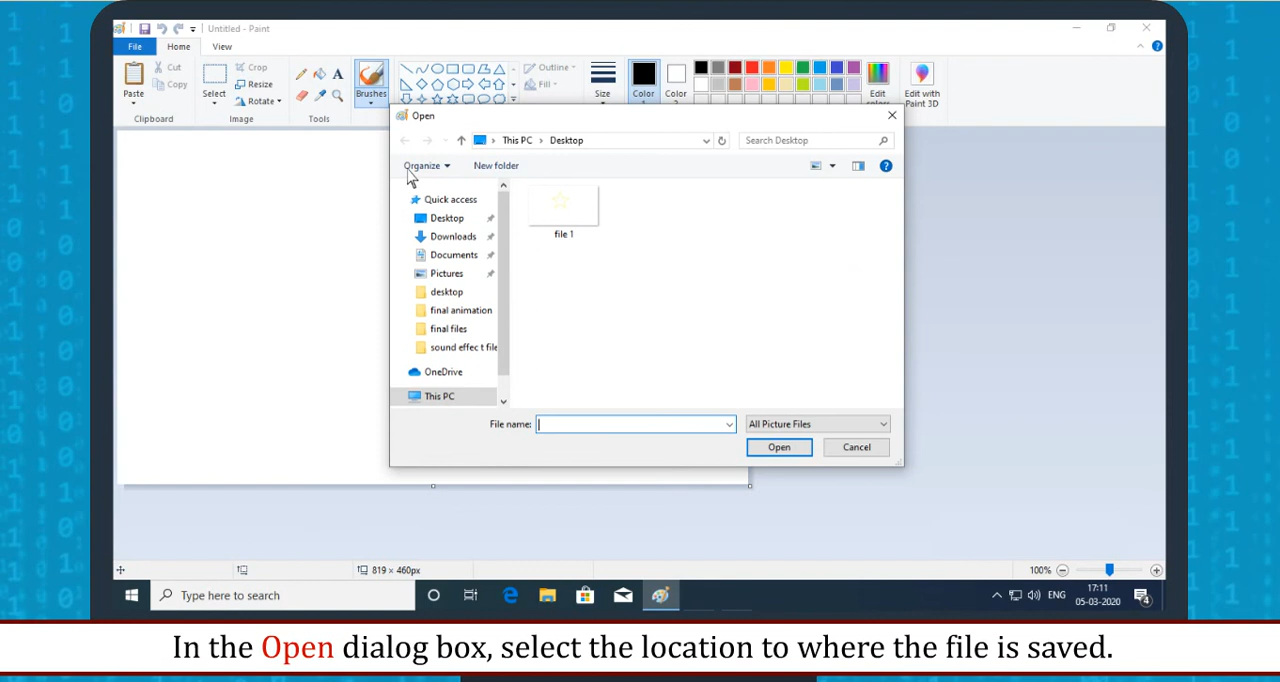 Untitled - Paint
File Home View
Paste
Cut
Copy
Clipboard
Select
Crop
Resize
Rotate
Image
Tools
Brushes
Outline
Fill
Size
Color
1
Color
2
Edit
colors
Edit with
Paint 3D
Open
This PC > Desktop
Search Desktop
Organize New folder
Quick access
Desktop
Downloads
Documents
Pictures
desktop
final animation
final files
sound effec t file
OneDrive
This PC
file 1
File name:
All Picture Files
Open Cancel
819 × 460px
100%
Type here to search
ENG
17:11
05-03-2020
4
In the Open dialog box, select the location to where the file is saved.